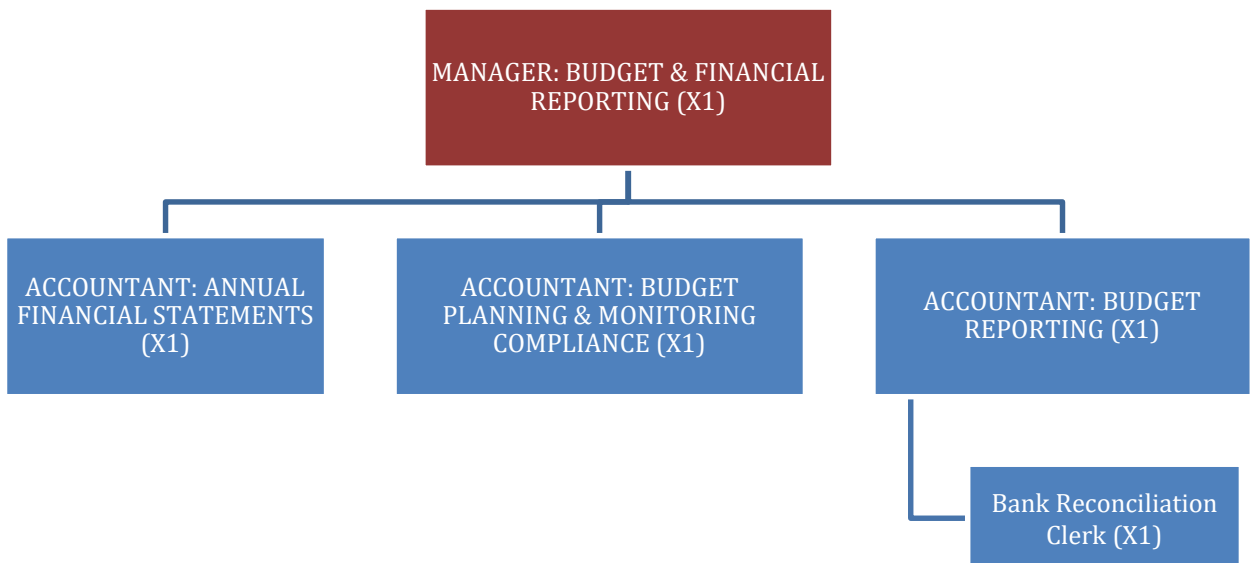 MANAGER: BUDGET & FINANCIAL
REPORTING (X1)
ACCOUNTANT: ANNUAL
FINANCIAL STATEMENTS
(X1)
ACCOUNTANT: BUDGET
PLANNING & MONITORING
COMPLIANCE (X1)
ACCOUNTANT: BUDGET
REPORTING (X1)
Bank Reconciliation
Clerk (X1)